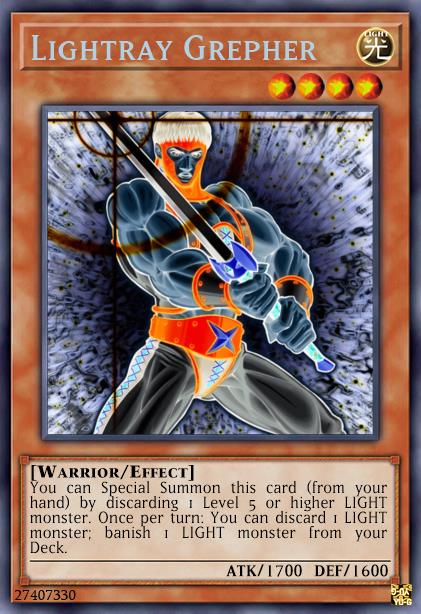 Lightray Grepher
LIGHT
光
[Warrior/Effect]
You can Special Summon this card (from your
hand) by discarding 1 Level 5 or higher LIGHT
monster. Once per turn: You can discard 1 LIGHT
monster; banish 1 LIGHT monster from your
Deck.
ATK/1700 DEF/1600
27407330